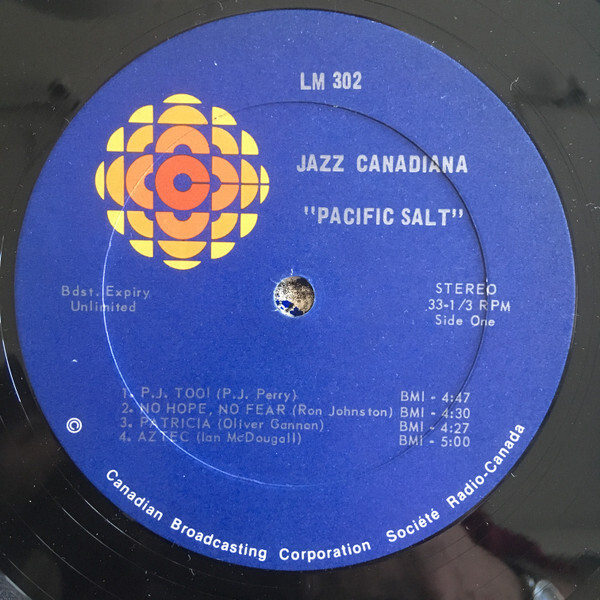 LM 302
JAZZ CANADIANA
"PACIFIC SALT"
Bdst. Expiry
Unlimited
STEREO
33-1/3 RPM
Side One
1. P.J. TOO! (P.J. Perry) BMI - 4:47
2. NO HOPE, NO FEAR (Ron Johnston) BMI - 4:30
3. PATRICIA (Oliver Gannon) BMI - 4:27
4. AZTEC (Ian McDougall) BMI - 5:00
© Canadian Broadcasting Corporation Société Radio-Canada